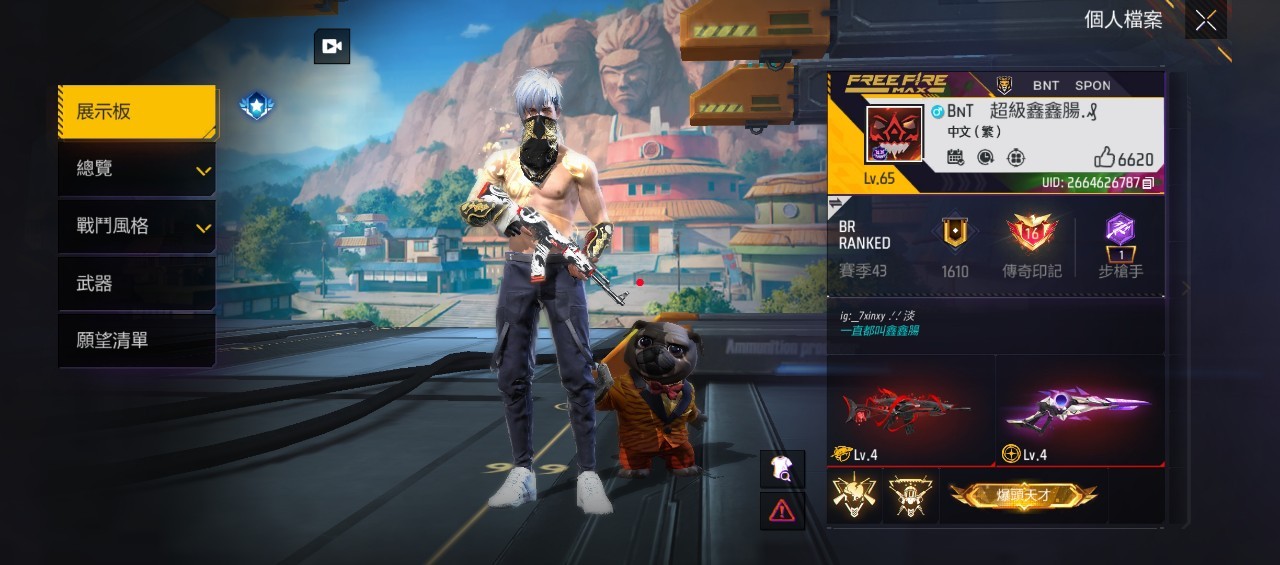 個人檔案
展示板
總覽
戰鬥風格
武器
願望清單
FREE FIRE
MAX
BNT SPON
BNT 超級鑫鑫腸.
中文(繁)
6620
Lv.65
UID: 2664626787
BR
RANKED
賽季43
1610
16
傳奇印記
1
步槍手
ig:_7xinxy .ᐟ.ᐟ 淡
一直都叫鑫鑫腸
Lv.4
Lv.4
爆頭天才
99